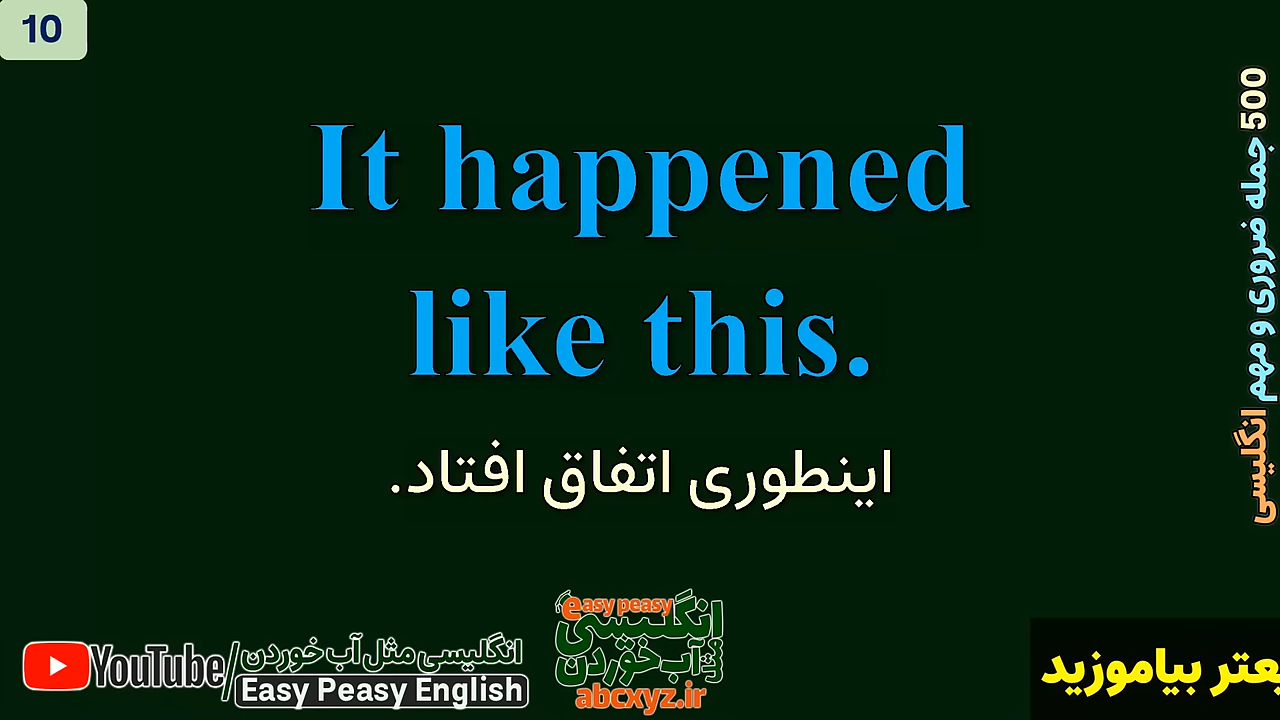 10
It happened
like this.
اینطوری اتفاق افتاد.
500 جمله ضروری و مهم انگلیسی
YouTube/
انگلیسی مثل آب خوردن
Easy Peasy English
easy peasy
انگلیسی
مثل آب خوردن
abcxyz.ir
بیاموزید